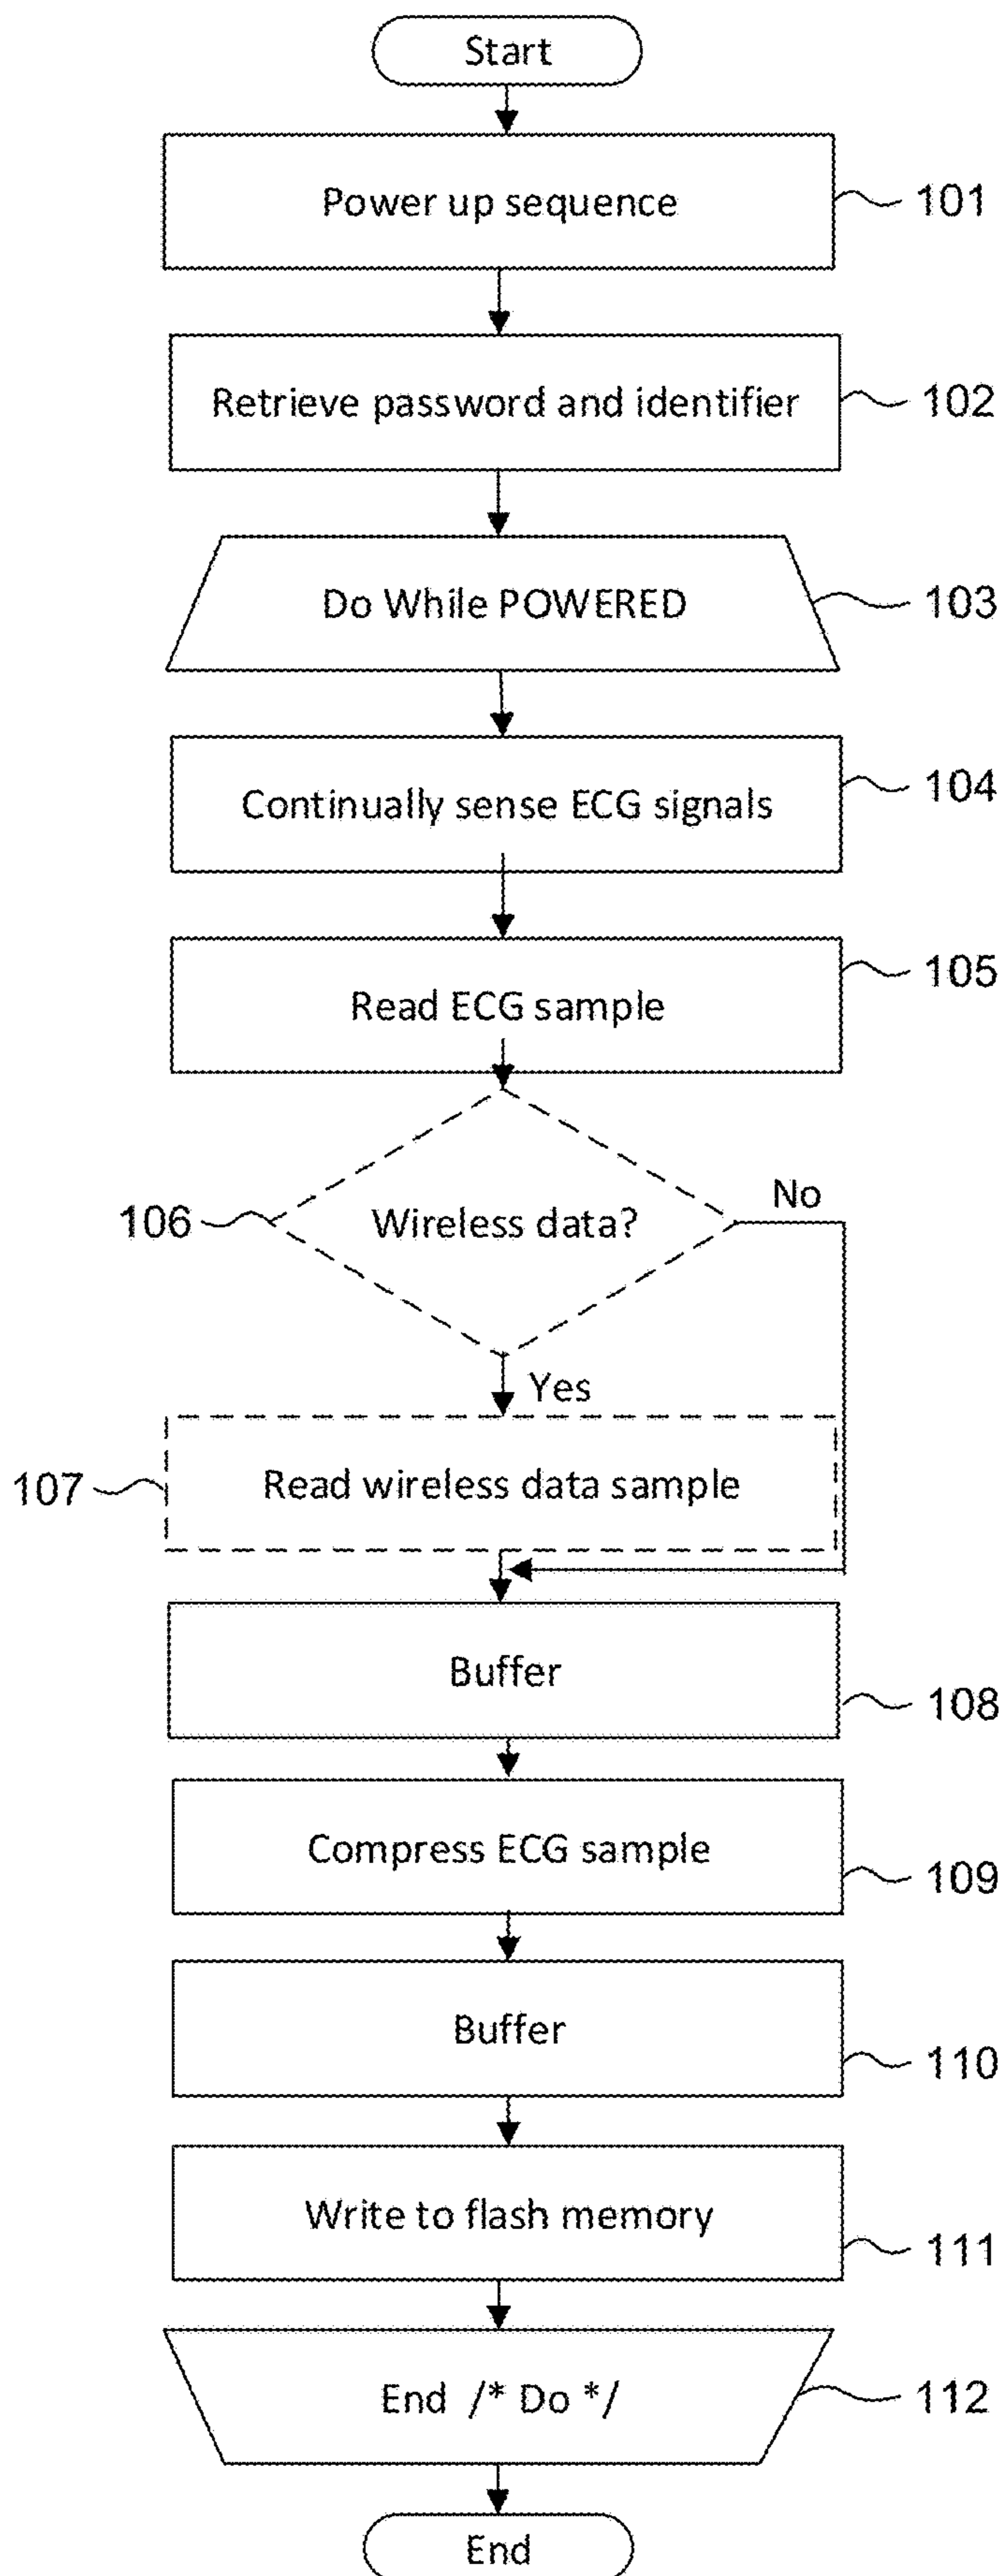 Start
Power up sequence
101
Retrieve password and identifier
102
Do While POWERED
103
Continually sense ECG signals
104
Read ECG sample
105
106
Wireless data?
No
Yes
107
Read wireless data sample
Buffer
108
Compress ECG sample
109
Buffer
110
Write to flash memory
111
End /* Do */
112
End